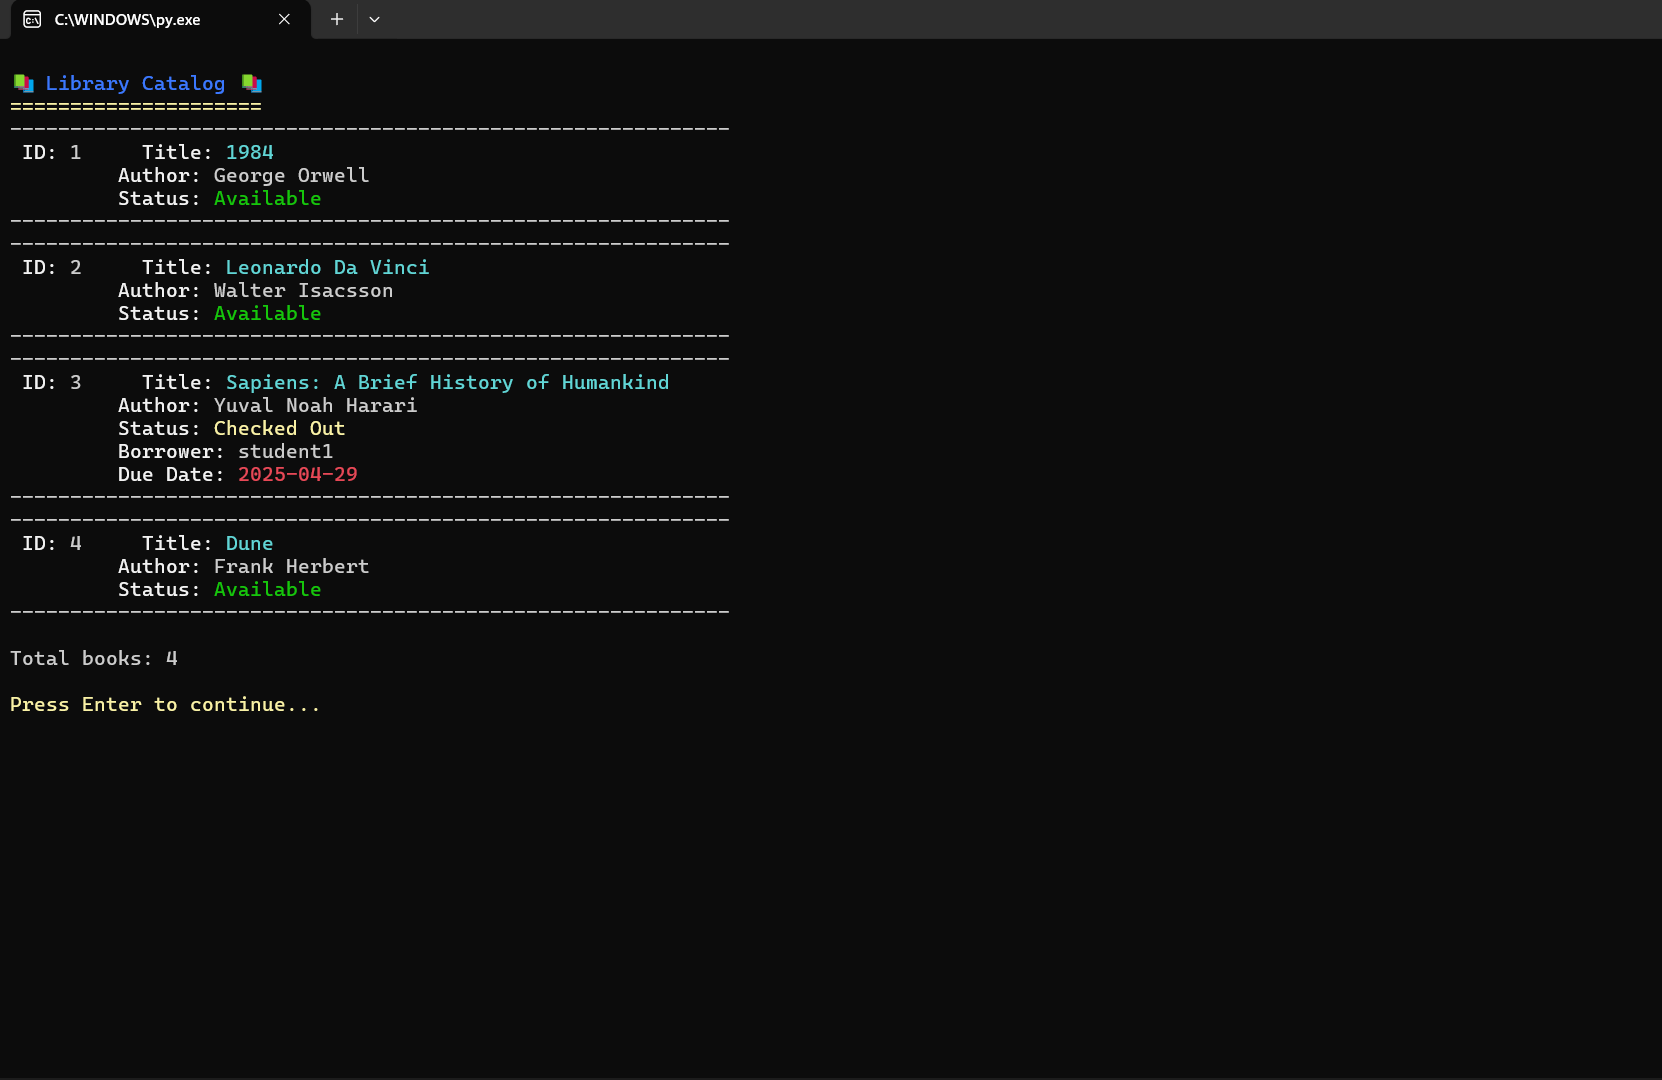 C:\WINDOWS\py.exe
📚 Library Catalog 📚
=====================
------------------------------------------------------------
ID: 1     Title: 1984
Author: George Orwell
Status: Available
------------------------------------------------------------
------------------------------------------------------------
ID: 2     Title: Leonardo Da Vinci
Author: Walter Isacsson
Status: Available
------------------------------------------------------------
------------------------------------------------------------
ID: 3     Title: Sapiens: A Brief History of Humankind
Author: Yuval Noah Harari
Status: Checked Out
Borrower: student1
Due Date: 2025-04-29
------------------------------------------------------------
------------------------------------------------------------
ID: 4     Title: Dune
Author: Frank Herbert
Status: Available
------------------------------------------------------------
Total books: 4
Press Enter to continue...